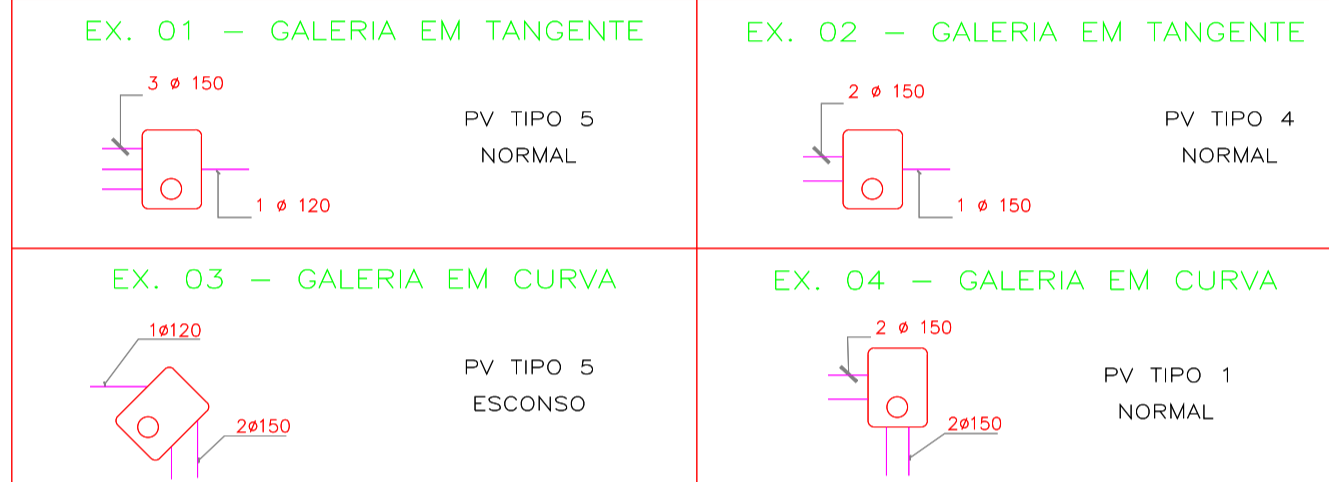 EX. 01 – GALERIA EM TANGENTE
3 ø 150
PV TIPO 5
NORMAL
1 ø 120
EX. 02 – GALERIA EM TANGENTE
2 ø 150
PV TIPO 4
NORMAL
1 ø 150
EX. 03 – GALERIA EM CURVA
1ø120
PV TIPO 5
ESCONSO
2ø150
EX. 04 – GALERIA EM CURVA
2 ø 150
PV TIPO 1
NORMAL
2ø150